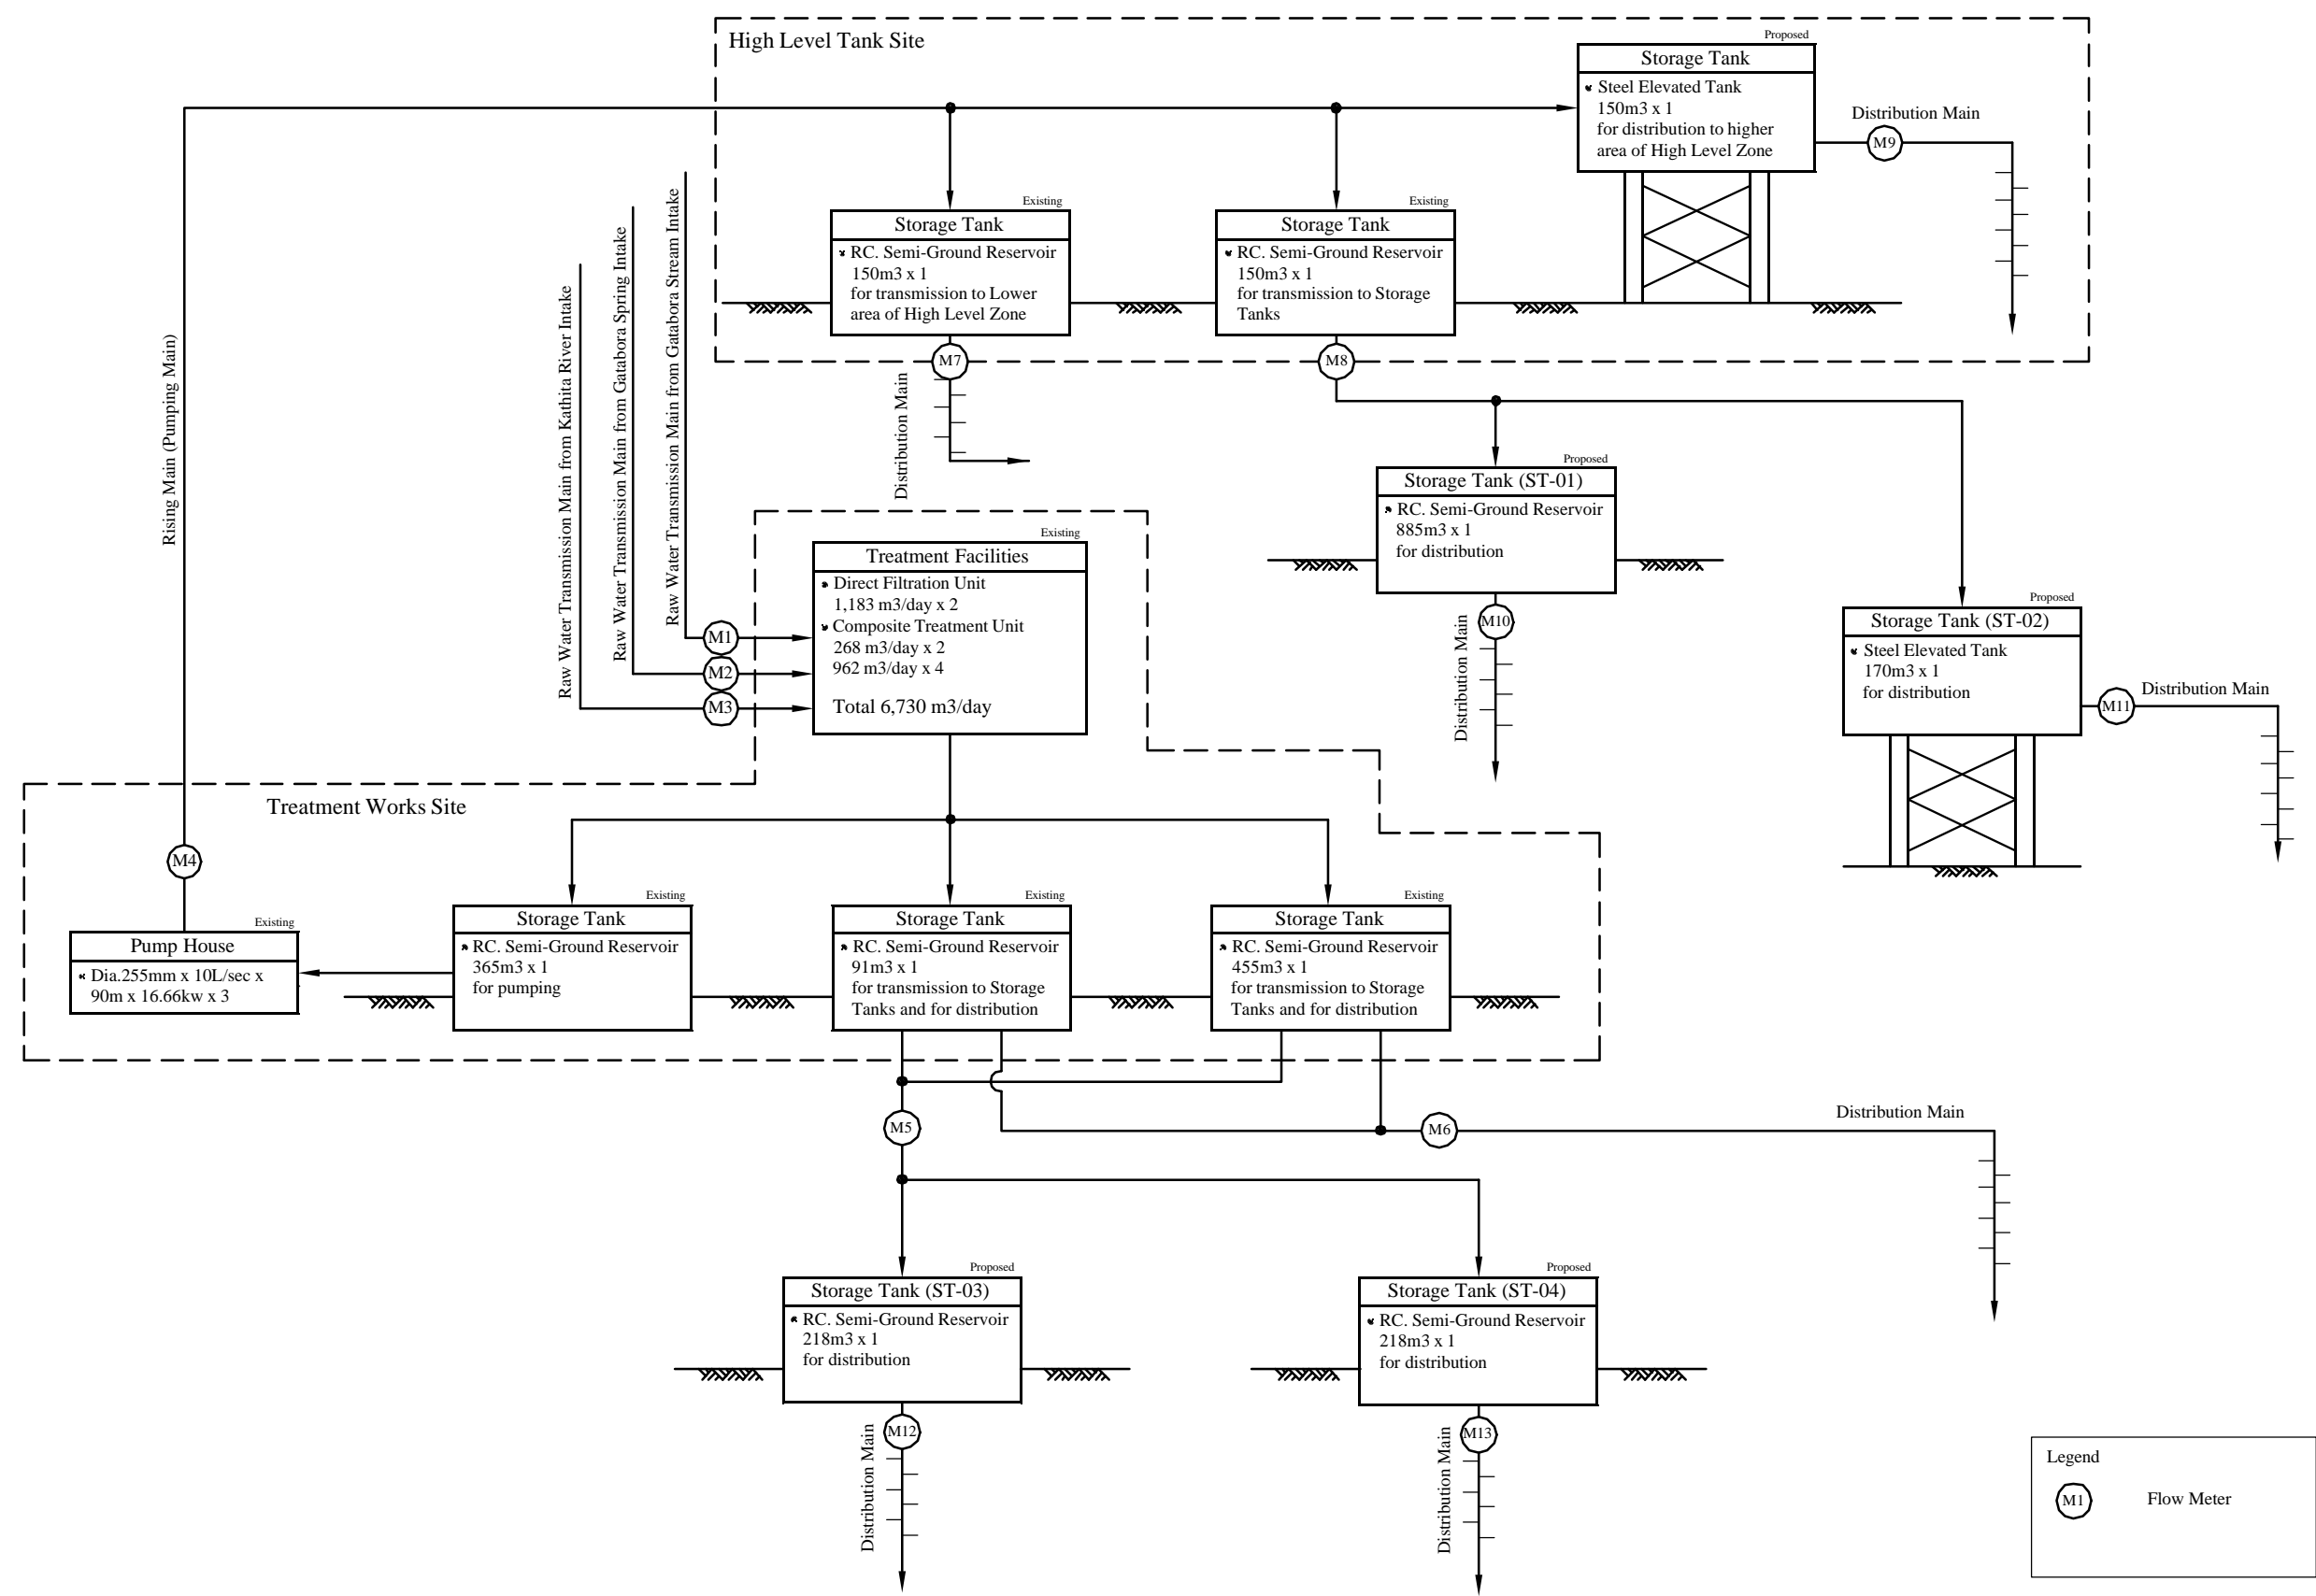 High Level Tank Site
Proposed
Storage Tank
Steel Elevated Tank
150m3 x 1
for distribution to higher
area of High Level Zone
Distribution Main
M9
Existing
Storage Tank
RC. Semi-Ground Reservoir
150m3 x 1
for transmission to Lower
area of High Level Zone
Existing
Storage Tank
RC. Semi-Ground Reservoir
150m3 x 1
for transmission to Storage
Tanks
M7
M8
Distribution Main
Rising Main (Pumping Main)
Raw Water Transmission Main from Kathita River Intake
Raw Water Transmission Main from Gatabora Spring Intake
Raw Water Transmission Main from Gatabora Stream Intake
Proposed
Storage Tank (ST-01)
RC. Semi-Ground Reservoir
885m3 x 1
for distribution
M10
Distribution Main
Proposed
Storage Tank (ST-02)
Steel Elevated Tank
170m3 x 1
for distribution
M11
Distribution Main
Existing
Treatment Facilities
Direct Filtration Unit
1,183 m3/day x 2
Composite Treatment Unit
268 m3/day x 2
962 m3/day x 4
Total 6,730 m3/day
M1
M2
M3
Treatment Works Site
M4
Existing
Pump House
Dia.255mm x 10L/sec x
90m x 16.66kw x 3
Existing
Storage Tank
RC. Semi-Ground Reservoir
365m3 x 1
for pumping
Existing
Storage Tank
RC. Semi-Ground Reservoir
91m3 x 1
for transmission to Storage
Tanks and for distribution
Existing
Storage Tank
RC. Semi-Ground Reservoir
455m3 x 1
for transmission to Storage
Tanks and for distribution
M5
M6
Distribution Main
Proposed
Storage Tank (ST-03)
RC. Semi-Ground Reservoir
218m3 x 1
for distribution
M12
Distribution Main
Proposed
Storage Tank (ST-04)
RC. Semi-Ground Reservoir
218m3 x 1
for distribution
M13
Distribution Main
Legend
M1
Flow Meter